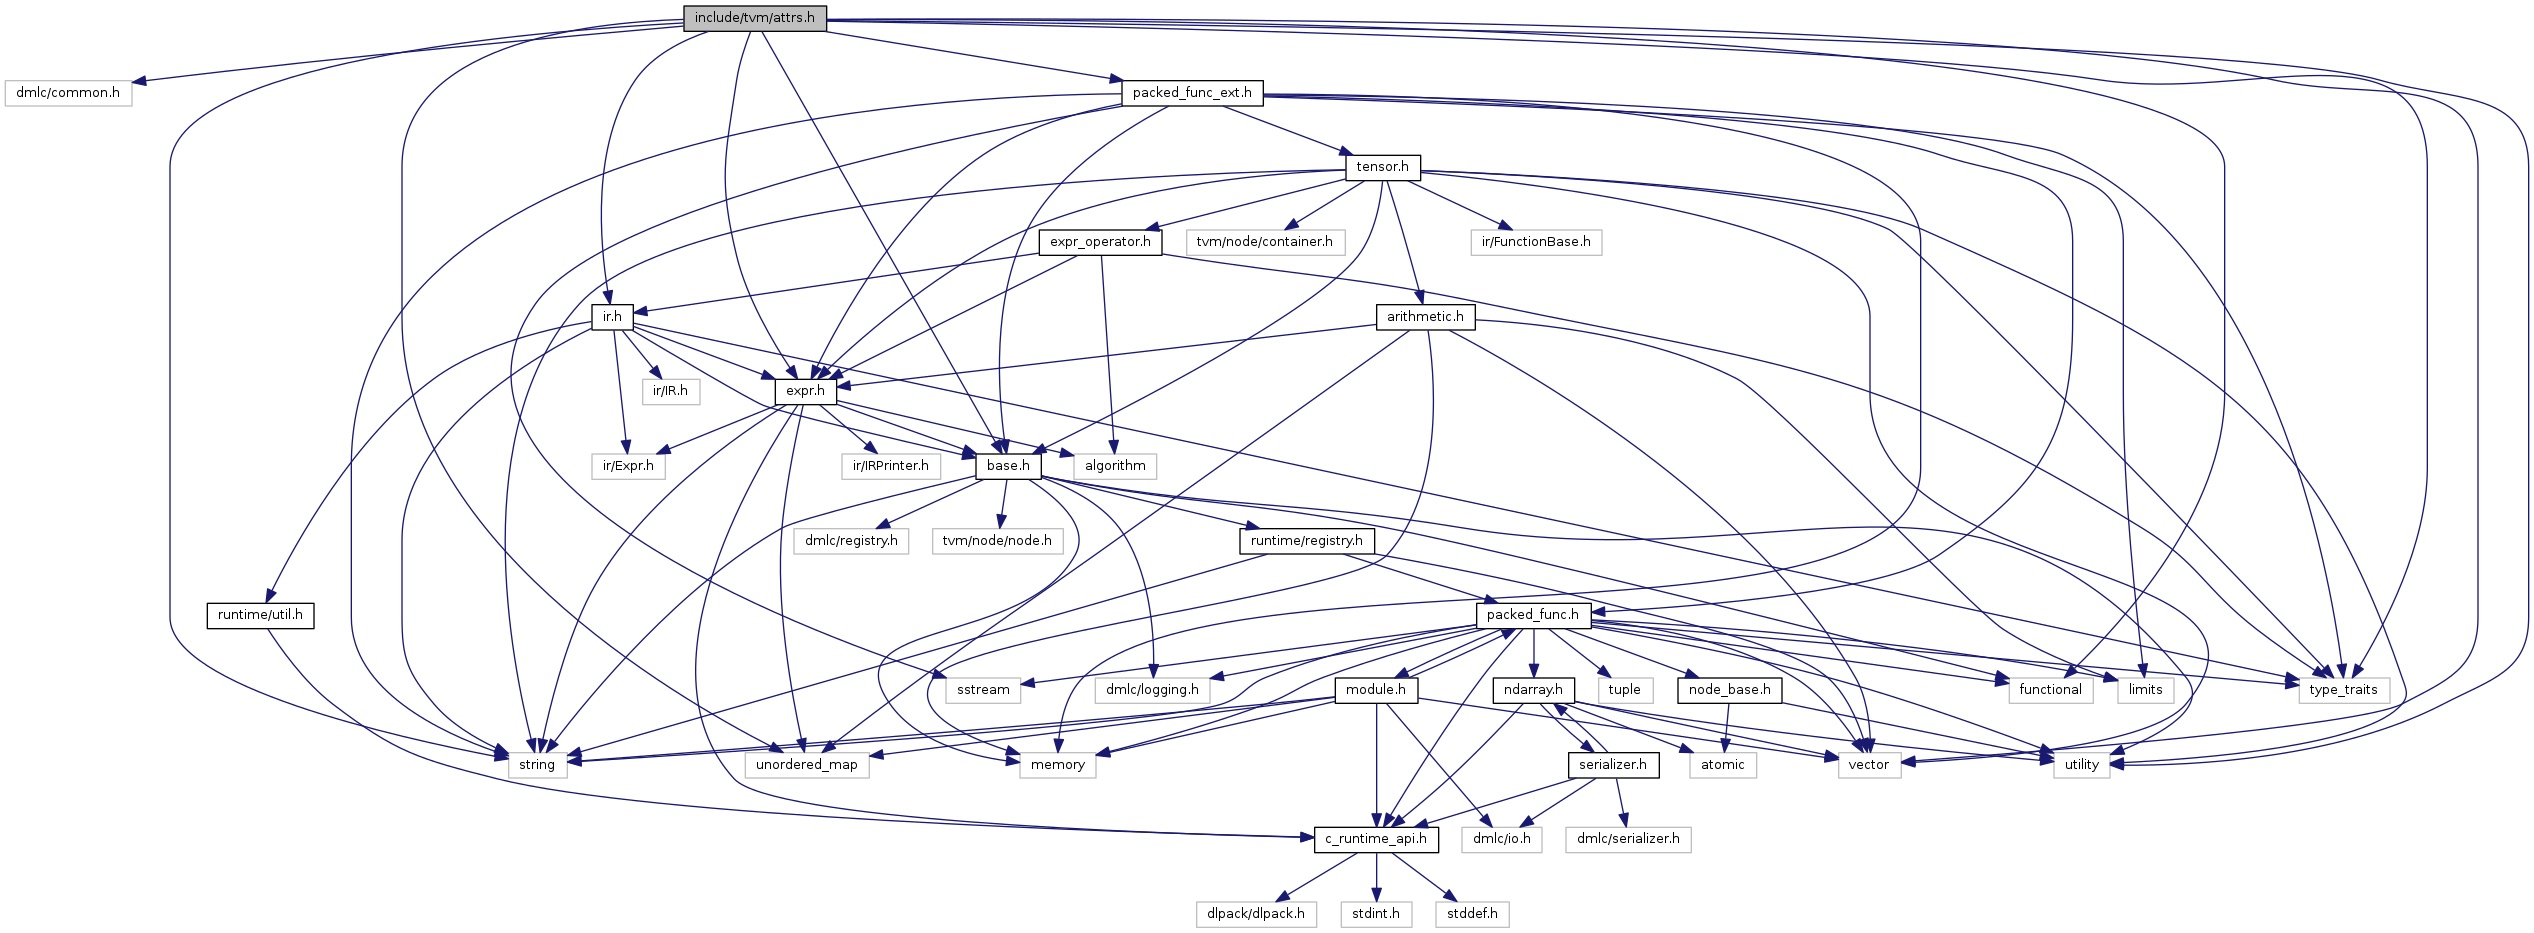 include/tvm/attrs.h
dmlc/common.h
packed_func_ext.h
tensor.h
expr_operator.h
tvm/node/container.h
ir/FunctionBase.h
ir.h
arithmetic.h
ir/IR.h
expr.h
ir/Expr.h
ir/IRPrinter.h
base.h
algorithm
dmlc/registry.h
tvm/node/node.h
runtime/registry.h
runtime/util.h
packed_func.h
sstream
dmlc/logging.h
module.h
ndarray.h
tuple
node_base.h
functional
limits
type_traits
string
unordered_map
memory
serializer.h
atomic
vector
utility
c_runtime_api.h
dmlc/io.h
dmlc/serializer.h
dlpack/dlpack.h
stdint.h
stddef.h